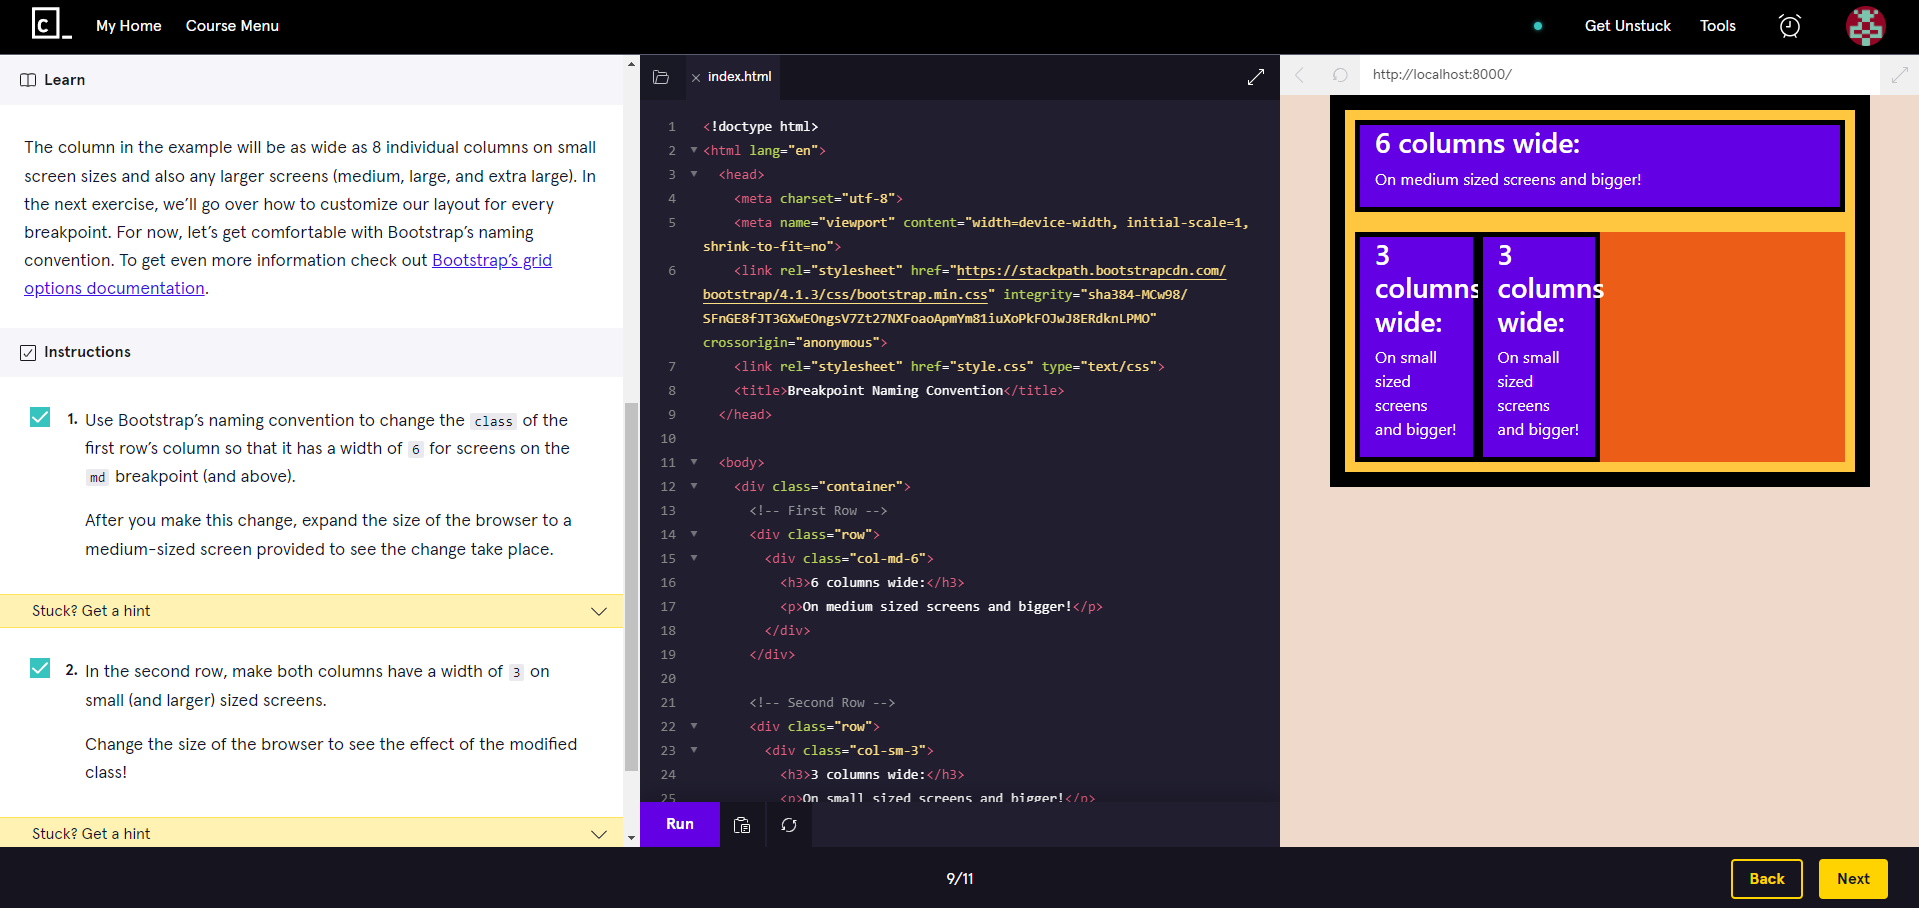 C_
My Home
Course Menu
Get Unstuck
Tools
Learn
The column in the example will be as wide as 8 individual columns on small
screen sizes and also any larger screens (medium, large, and extra large). In
the next exercise, we’ll go over how to customize our layout for every
breakpoint. For now, let’s get comfortable with Bootstrap’s naming
convention. To get even more information check out Bootstrap’s grid
options documentation.
Instructions
1. Use Bootstrap’s naming convention to change the class of the
first row’s column so that it has a width of 6 for screens on the
md breakpoint (and above).
After you make this change, expand the size of the browser to a
medium-sized screen provided to see the change take place.
Stuck? Get a hint
2. In the second row, make both columns have a width of 3 on
small (and larger) sized screens.
Change the size of the browser to see the effect of the modified
class!
Stuck? Get a hint
index.html
1 <!doctype html>
2 <html lang="en">
3 <head>
4 <meta charset="utf-8">
5 <meta name="viewport" content="width=device-width, initial-scale=1,
shrink-to-fit=no">
6 <link rel="stylesheet" href="https://stackpath.bootstrapcdn.com/
bootstrap/4.1.3/css/bootstrap.min.css" integrity="sha384-MCw98/
SFnGE8fJT3GXwEOngsV7Zt27NXFoaoApmYm81iuXoPkFOJwJ8ERdknLPMO"
crossorigin="anonymous">
7 <link rel="stylesheet" href="style.css" type="text/css">
8 <title>Breakpoint Naming Convention</title>
9 </head>
10
11 <body>
12 <div class="container">
13 <!-- First Row -->
14 <div class="row">
15 <div class="col-md-6">
16 <h3>6 columns wide:</h3>
17 <p>On medium sized screens and bigger!</p>
18 </div>
19 </div>
20
21 <!-- Second Row -->
22 <div class="row">
23 <div class="col-sm-3">
24 <h3>3 columns wide:</h3>
25 <p>On small sized screens and bigger!</p>
Run
http://localhost:8000/
6 columns wide:
On medium sized screens and bigger!
3
columns
wide:
On small
sized
screens
and bigger!
3
columns
wide:
On small
sized
screens
and bigger!
9/11
Back
Next